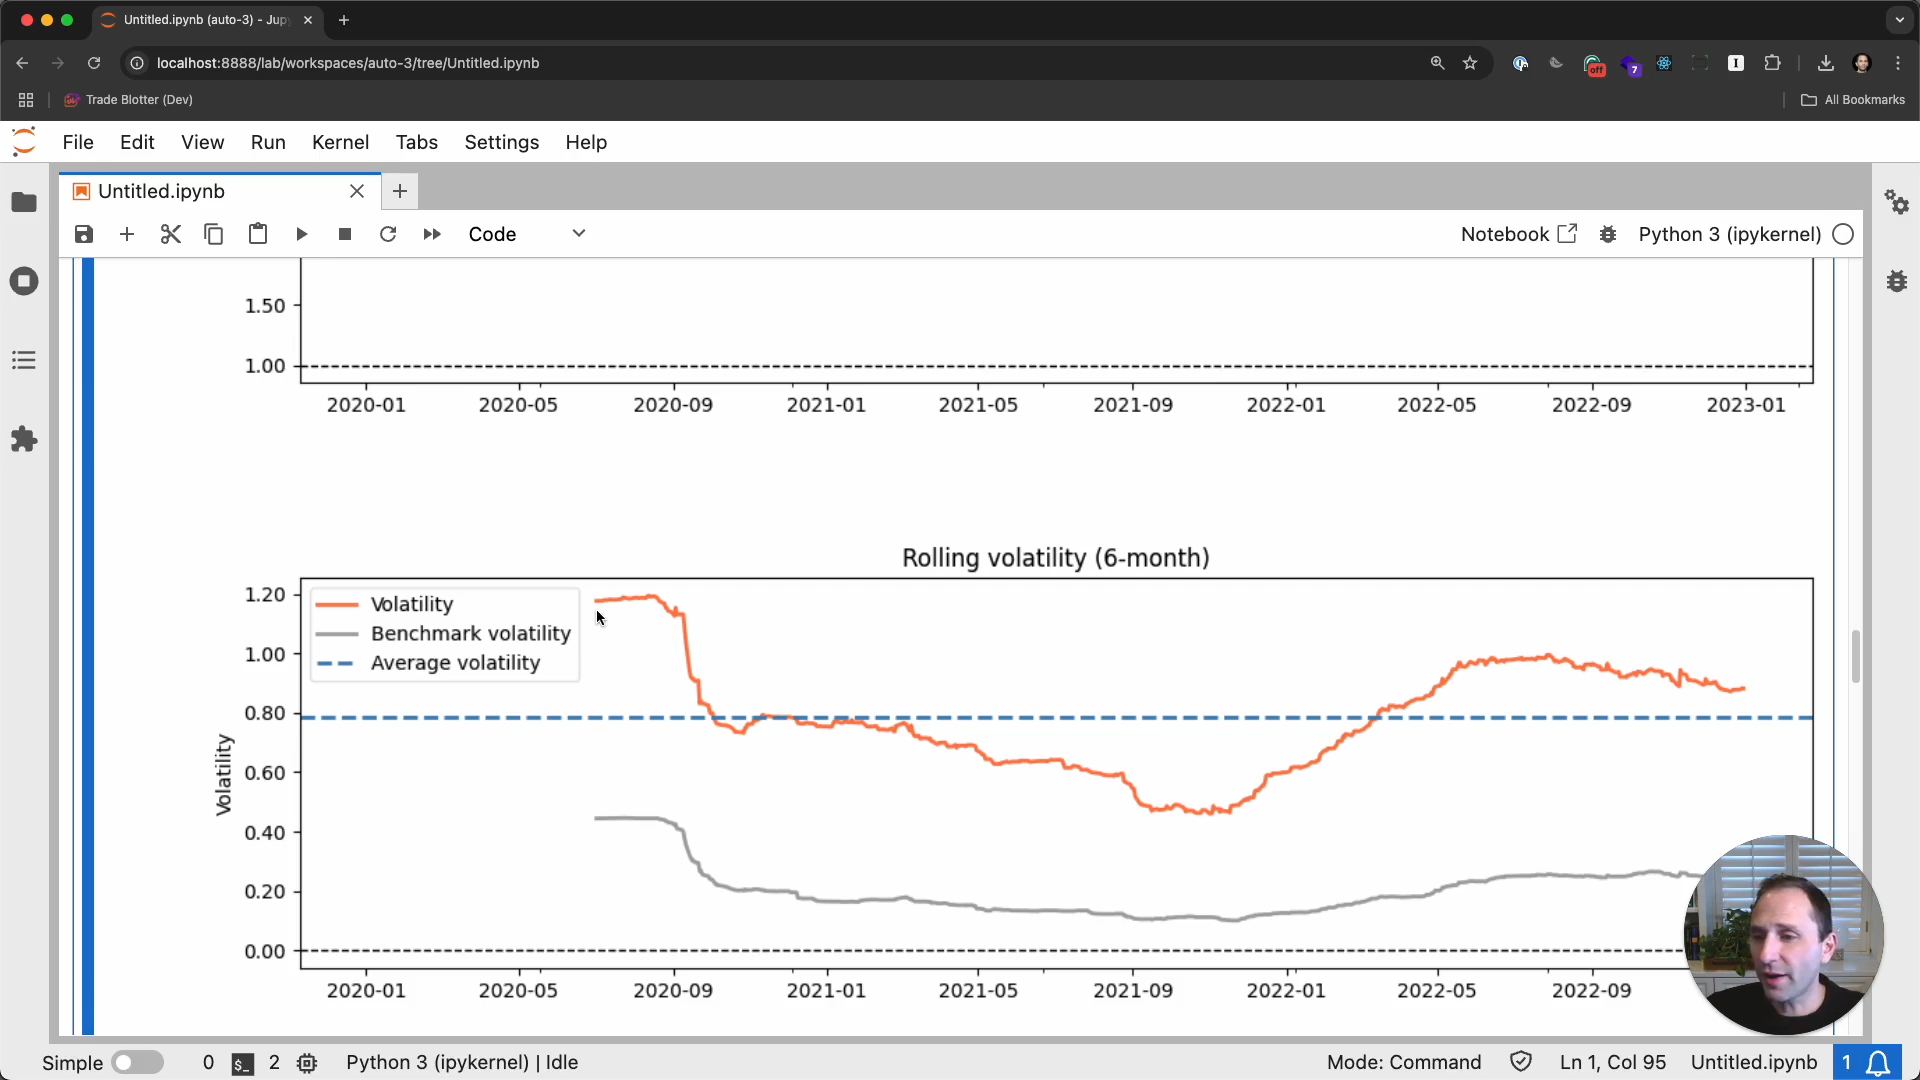 Untitled.ipynb (auto-3) - Jup
localhost:8888/lab/workspaces/auto-3/tree/Untitled.ipynb
off
7
I
Trade Blotter (Dev)
All Bookmarks
File Edit View Run Kernel Tabs Settings Help
Untitled.ipynb
Code
Notebook
Python 3 (ipykernel)
1.50
1.00
2020-01 2020-05 2020-09 2021-01 2021-05 2021-09 2022-01 2022-05 2022-09 2023-01
Rolling volatility (6-month)
Volatility
Benchmark volatility
Average volatility
1.20
1.00
0.80
0.60
0.40
0.20
0.00
Volatility
2020-01 2020-05 2020-09 2021-01 2021-05 2021-09 2022-01 2022-05 2022-09
Simple 0 $_ 2 Python 3 (ipykernel) | Idle Mode: Command Ln 1, Col 95 Untitled.ipynb 1